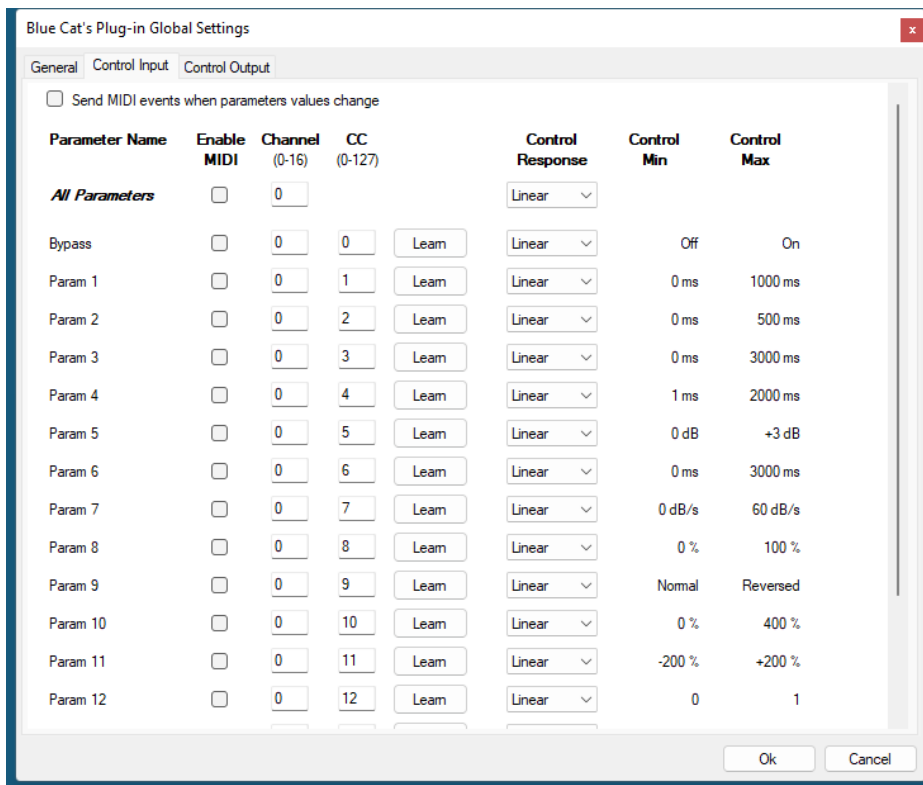 Blue Cat's Plug-in Global Settings
x
General Control Input Control Output
Send MIDI events when parameters values change
Parameter Name Enable MIDI Channel (0-16) CC (0-127) Control Response Control Min Control Max
All Parameters 0 Linear
Bypass 0 0 Learn Linear Off On
Param 1 0 1 Learn Linear 0 ms 1000 ms
Param 2 0 2 Learn Linear 0 ms 500 ms
Param 3 0 3 Learn Linear 0 ms 3000 ms
Param 4 0 4 Learn Linear 1 ms 2000 ms
Param 5 0 5 Learn Linear 0 dB +3 dB
Param 6 0 6 Learn Linear 0 ms 3000 ms
Param 7 0 7 Learn Linear 0 dB/s 60 dB/s
Param 8 0 8 Learn Linear 0 % 100 %
Param 9 0 9 Learn Linear Normal Reversed
Param 10 0 10 Learn Linear 0 % 400 %
Param 11 0 11 Learn Linear -200 % +200 %
Param 12 0 12 Learn Linear 0 1
Ok Cancel